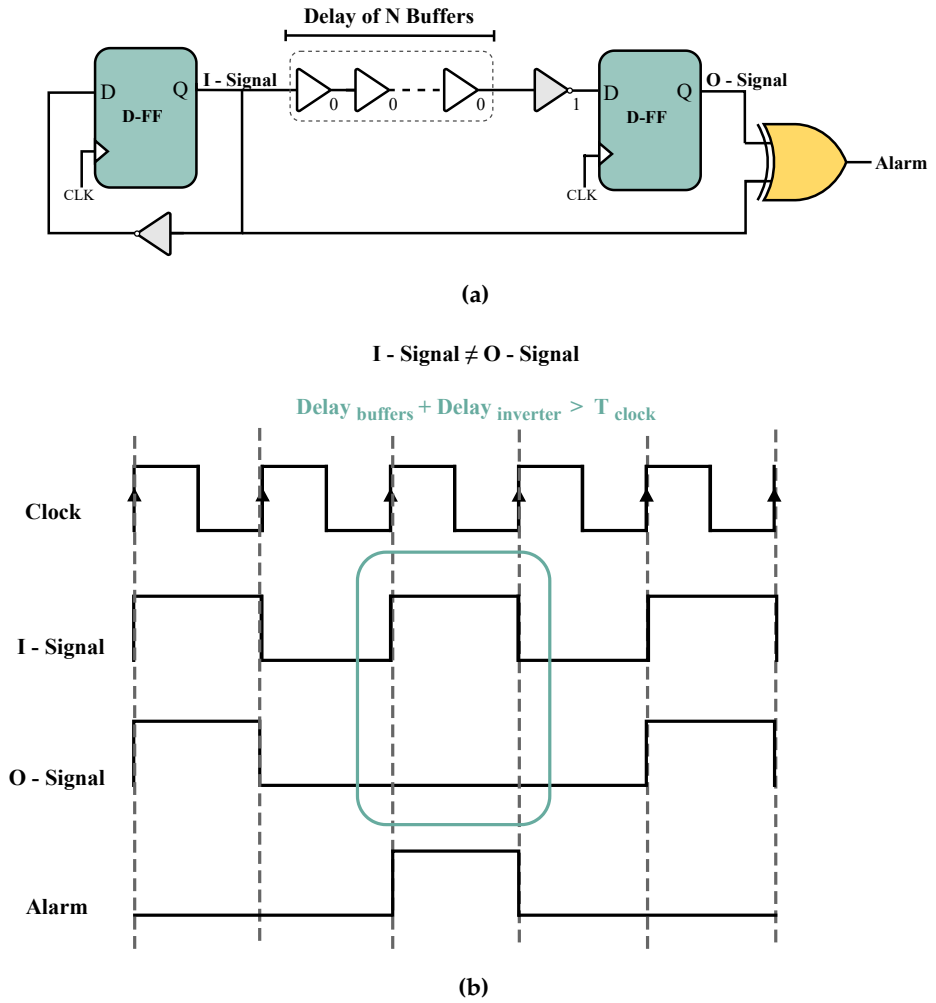 Delay of N Buffers
I - Signal
O - Signal
D Q
D-FF
CLK
0 0 0
1
D Q
D-FF
CLK
Alarm
(a)
I - Signal ≠ O - Signal
Delay buffers + Delay inverter > T clock
Clock
I - Signal
O - Signal
Alarm
(b)